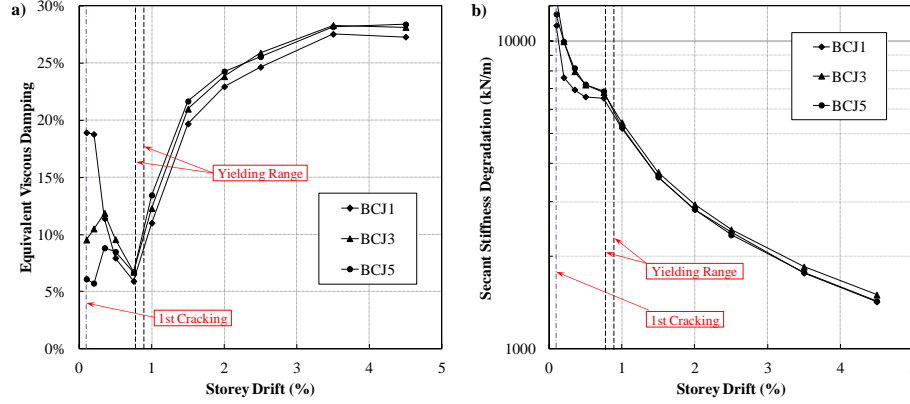 a)
30%
25%
20%
15%
10%
5%
0%
Equivalent Viscous Damping
Yielding Range
BCJ1
BCJ3
BCJ5
1st Cracking
0
1
2
3
4
5
Storey Drift (%)
b)
10000
1000
Secant Stiffness Degradation (kN/m)
BCJ1
BCJ3
BCJ5
Yielding Range
1st Cracking
0
1
2
3
4
5
Storey Drift (%)